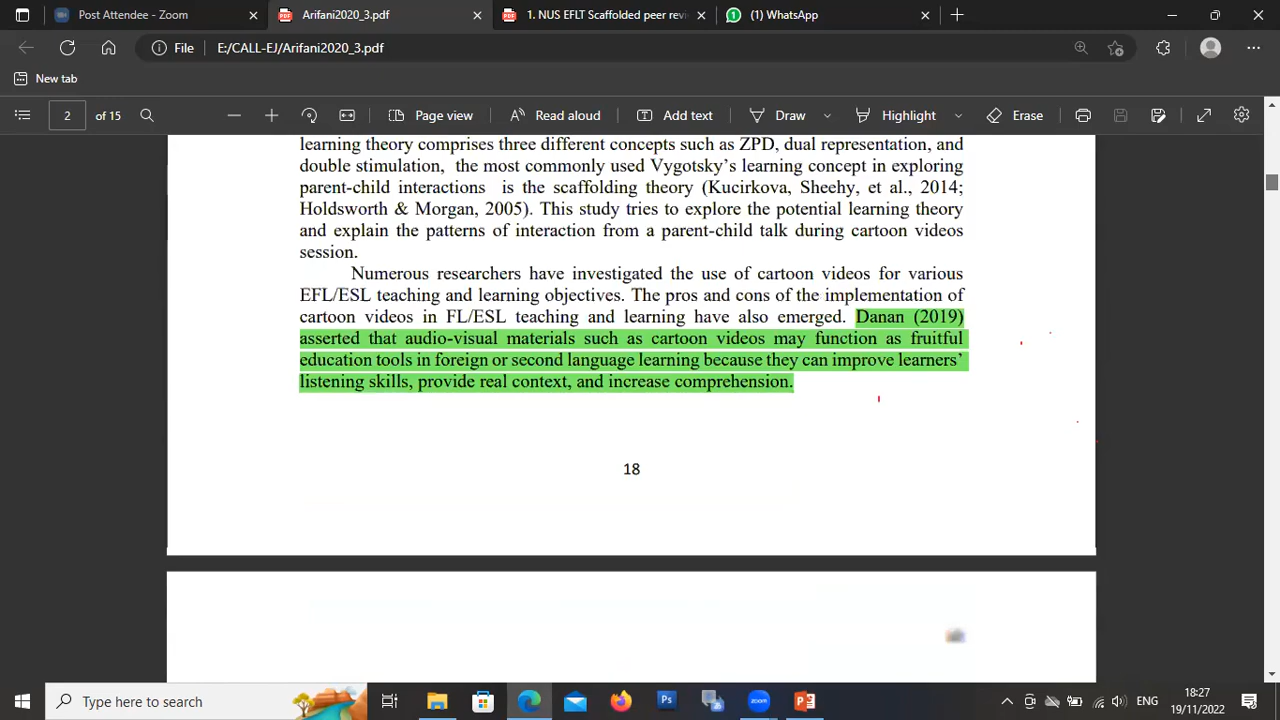 Post Attendee - Zoom
Arifani2020_3.pdf
1. NUS EFLT Scaffolded peer revi
(1) WhatsApp
File E:/CALL-EJ/Arifani2020_3.pdf
New tab
2 of 15
Page view
Read aloud
Add text
Draw
Highlight
Erase
learning theory comprises three different concepts such as ZPD, dual representation, and
double stimulation, the most commonly used Vygotsky's learning concept in exploring
parent-child interactions is the scaffolding theory (Kucirkova, Sheehy, et al., 2014;
Holdsworth & Morgan, 2005). This study tries to explore the potential learning theory
and explain the patterns of interaction from a parent-child talk during cartoon videos
session.
Numerous researchers have investigated the use of cartoon videos for various
EFL/ESL teaching and learning objectives. The pros and cons of the implementation of
cartoon videos in FL/ESL teaching and learning have also emerged. Danan (2019)
asserted that audio-visual materials such as cartoon videos may function as fruitful
education tools in foreign or second language learning because they can improve learners'
listening skills, provide real context, and increase comprehension.
18
Type here to search
Ps
zoom
ENG
18:27
19/11/2022